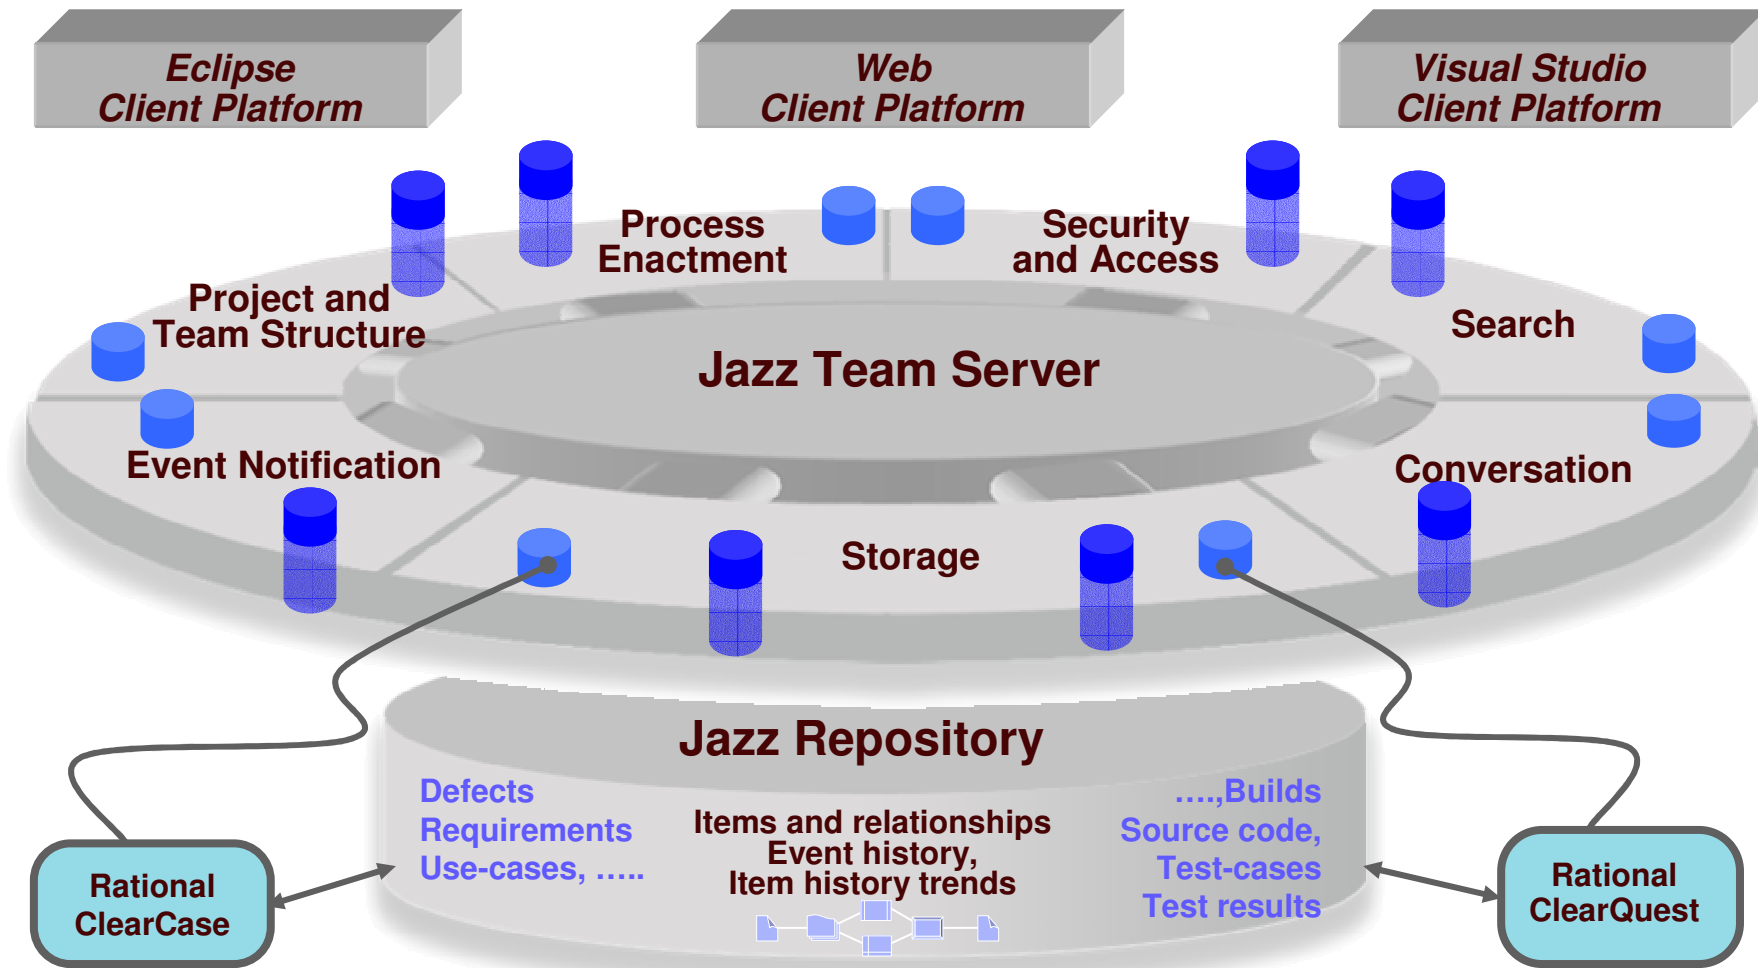 Eclipse
Client Platform
Web
Client Platform
Visual Studio
Client Platform
Process
Enactment
Security
and Access
Project and
Team Structure
Search
Jazz Team Server
Event Notification
Conversation
Storage
Jazz Repository
Defects
Requirements
Use-cases, …..
Items and relationships
Event history,
Item history trends
….,Builds
Source code,
Test-cases
Test results
Rational
ClearCase
Rational
ClearQuest